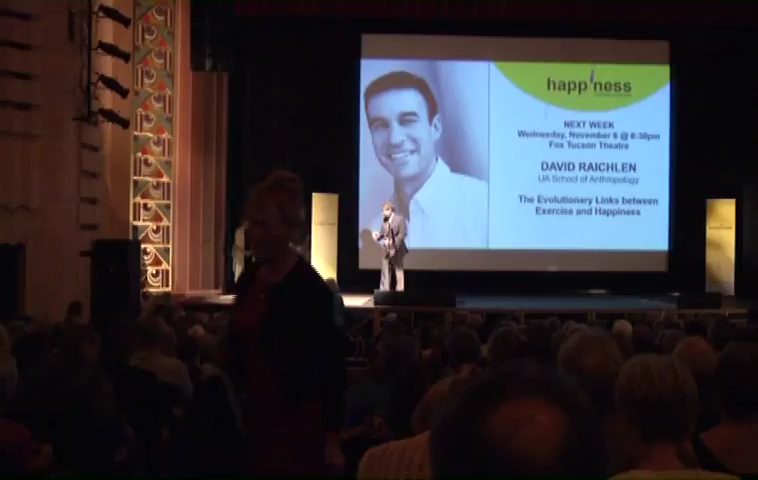 happiness
NEXT WEEK
Wednesday, November 6 @ 6:30pm
Fox Tucson Theatre
DAVID RAICHLEN
UA School of Anthropology
The Evolutionary Links between
Exercise and Happiness